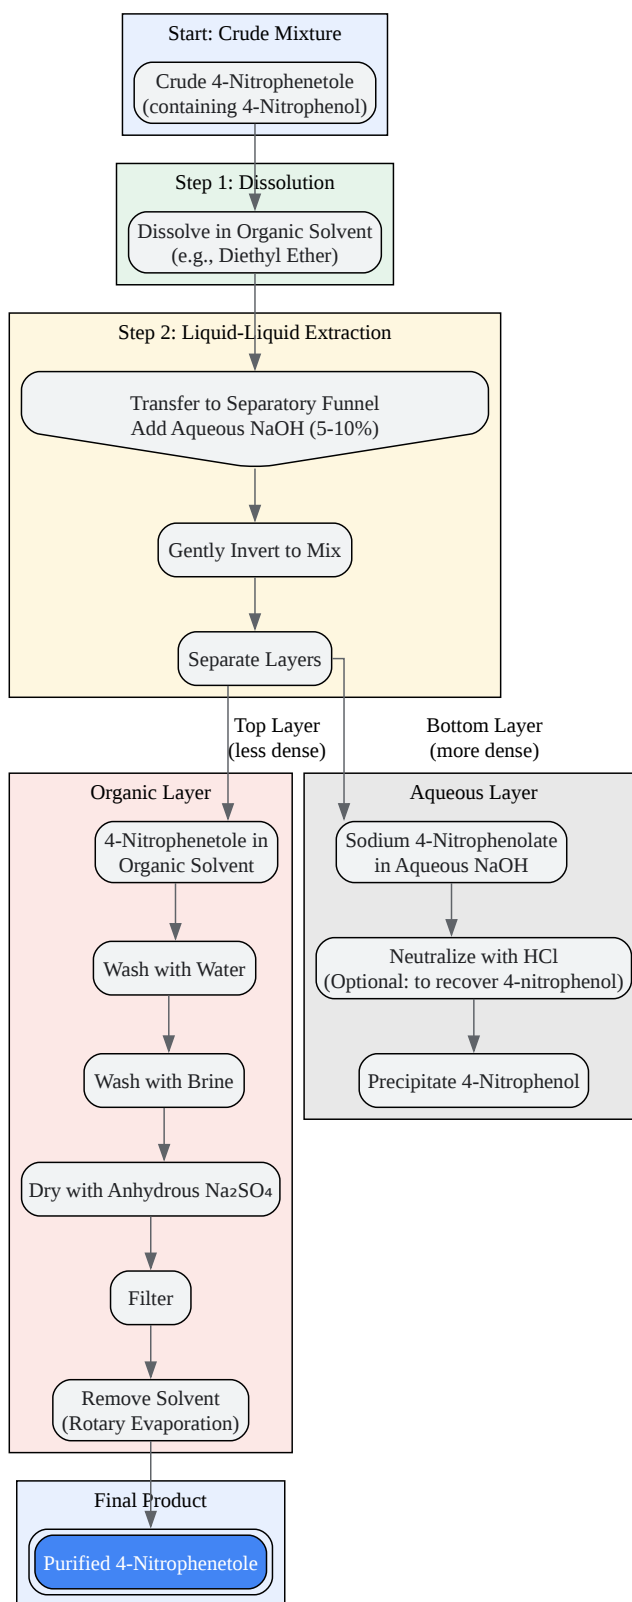 Start: Crude Mixture
Crude 4-Nitrophenetole
(containing 4-Nitrophenol)
Step 1: Dissolution
Dissolve in Organic Solvent
(e.g., Diethyl Ether)
Step 2: Liquid-Liquid Extraction
Transfer to Separatory Funnel
Add Aqueous NaOH (5-10%)
Gently Invert to Mix
Separate Layers
Top Layer
(less dense)
Bottom Layer
(more dense)
Organic Layer
4-Nitrophenetole in
Organic Solvent
Wash with Water
Wash with Brine
Dry with Anhydrous Na₂SO₄
Filter
Remove Solvent
(Rotary Evaporation)
Aqueous Layer
Sodium 4-Nitrophenolate
in Aqueous NaOH
Neutralize with HCl
(Optional: to recover 4-nitrophenol)
Precipitate 4-Nitrophenol
Final Product
Purified 4-Nitrophenetole